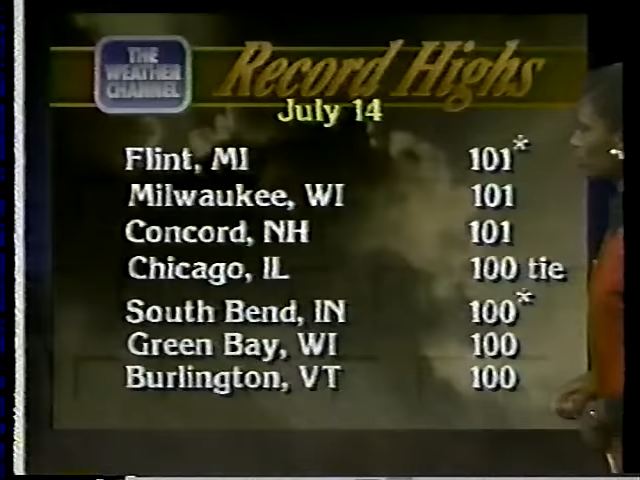 THE
WEATHER
CHANNEL
Record Highs
July 14
Flint, MI 101*
Milwaukee, WI 101
Concord, NH 101
Chicago, IL 100 tie
South Bend, IN 100*
Green Bay, WI 100
Burlington, VT 100